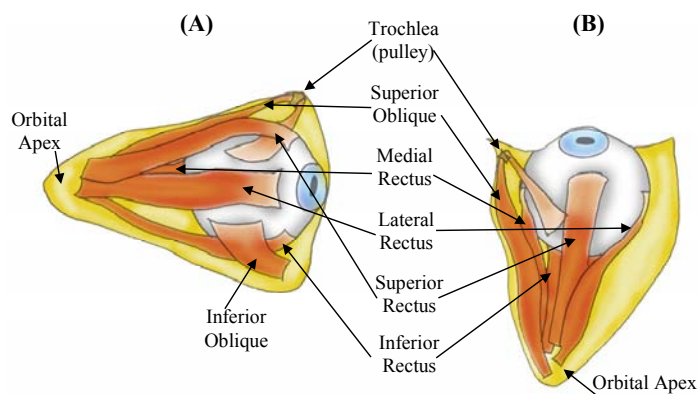 (A)
Trochlea
(pulley)
(B)
Superior
Oblique
Orbital
Apex
Medial
Rectus
Lateral
Rectus
Superior
Rectus
Inferior
Oblique
Inferior
Rectus
Orbital Apex